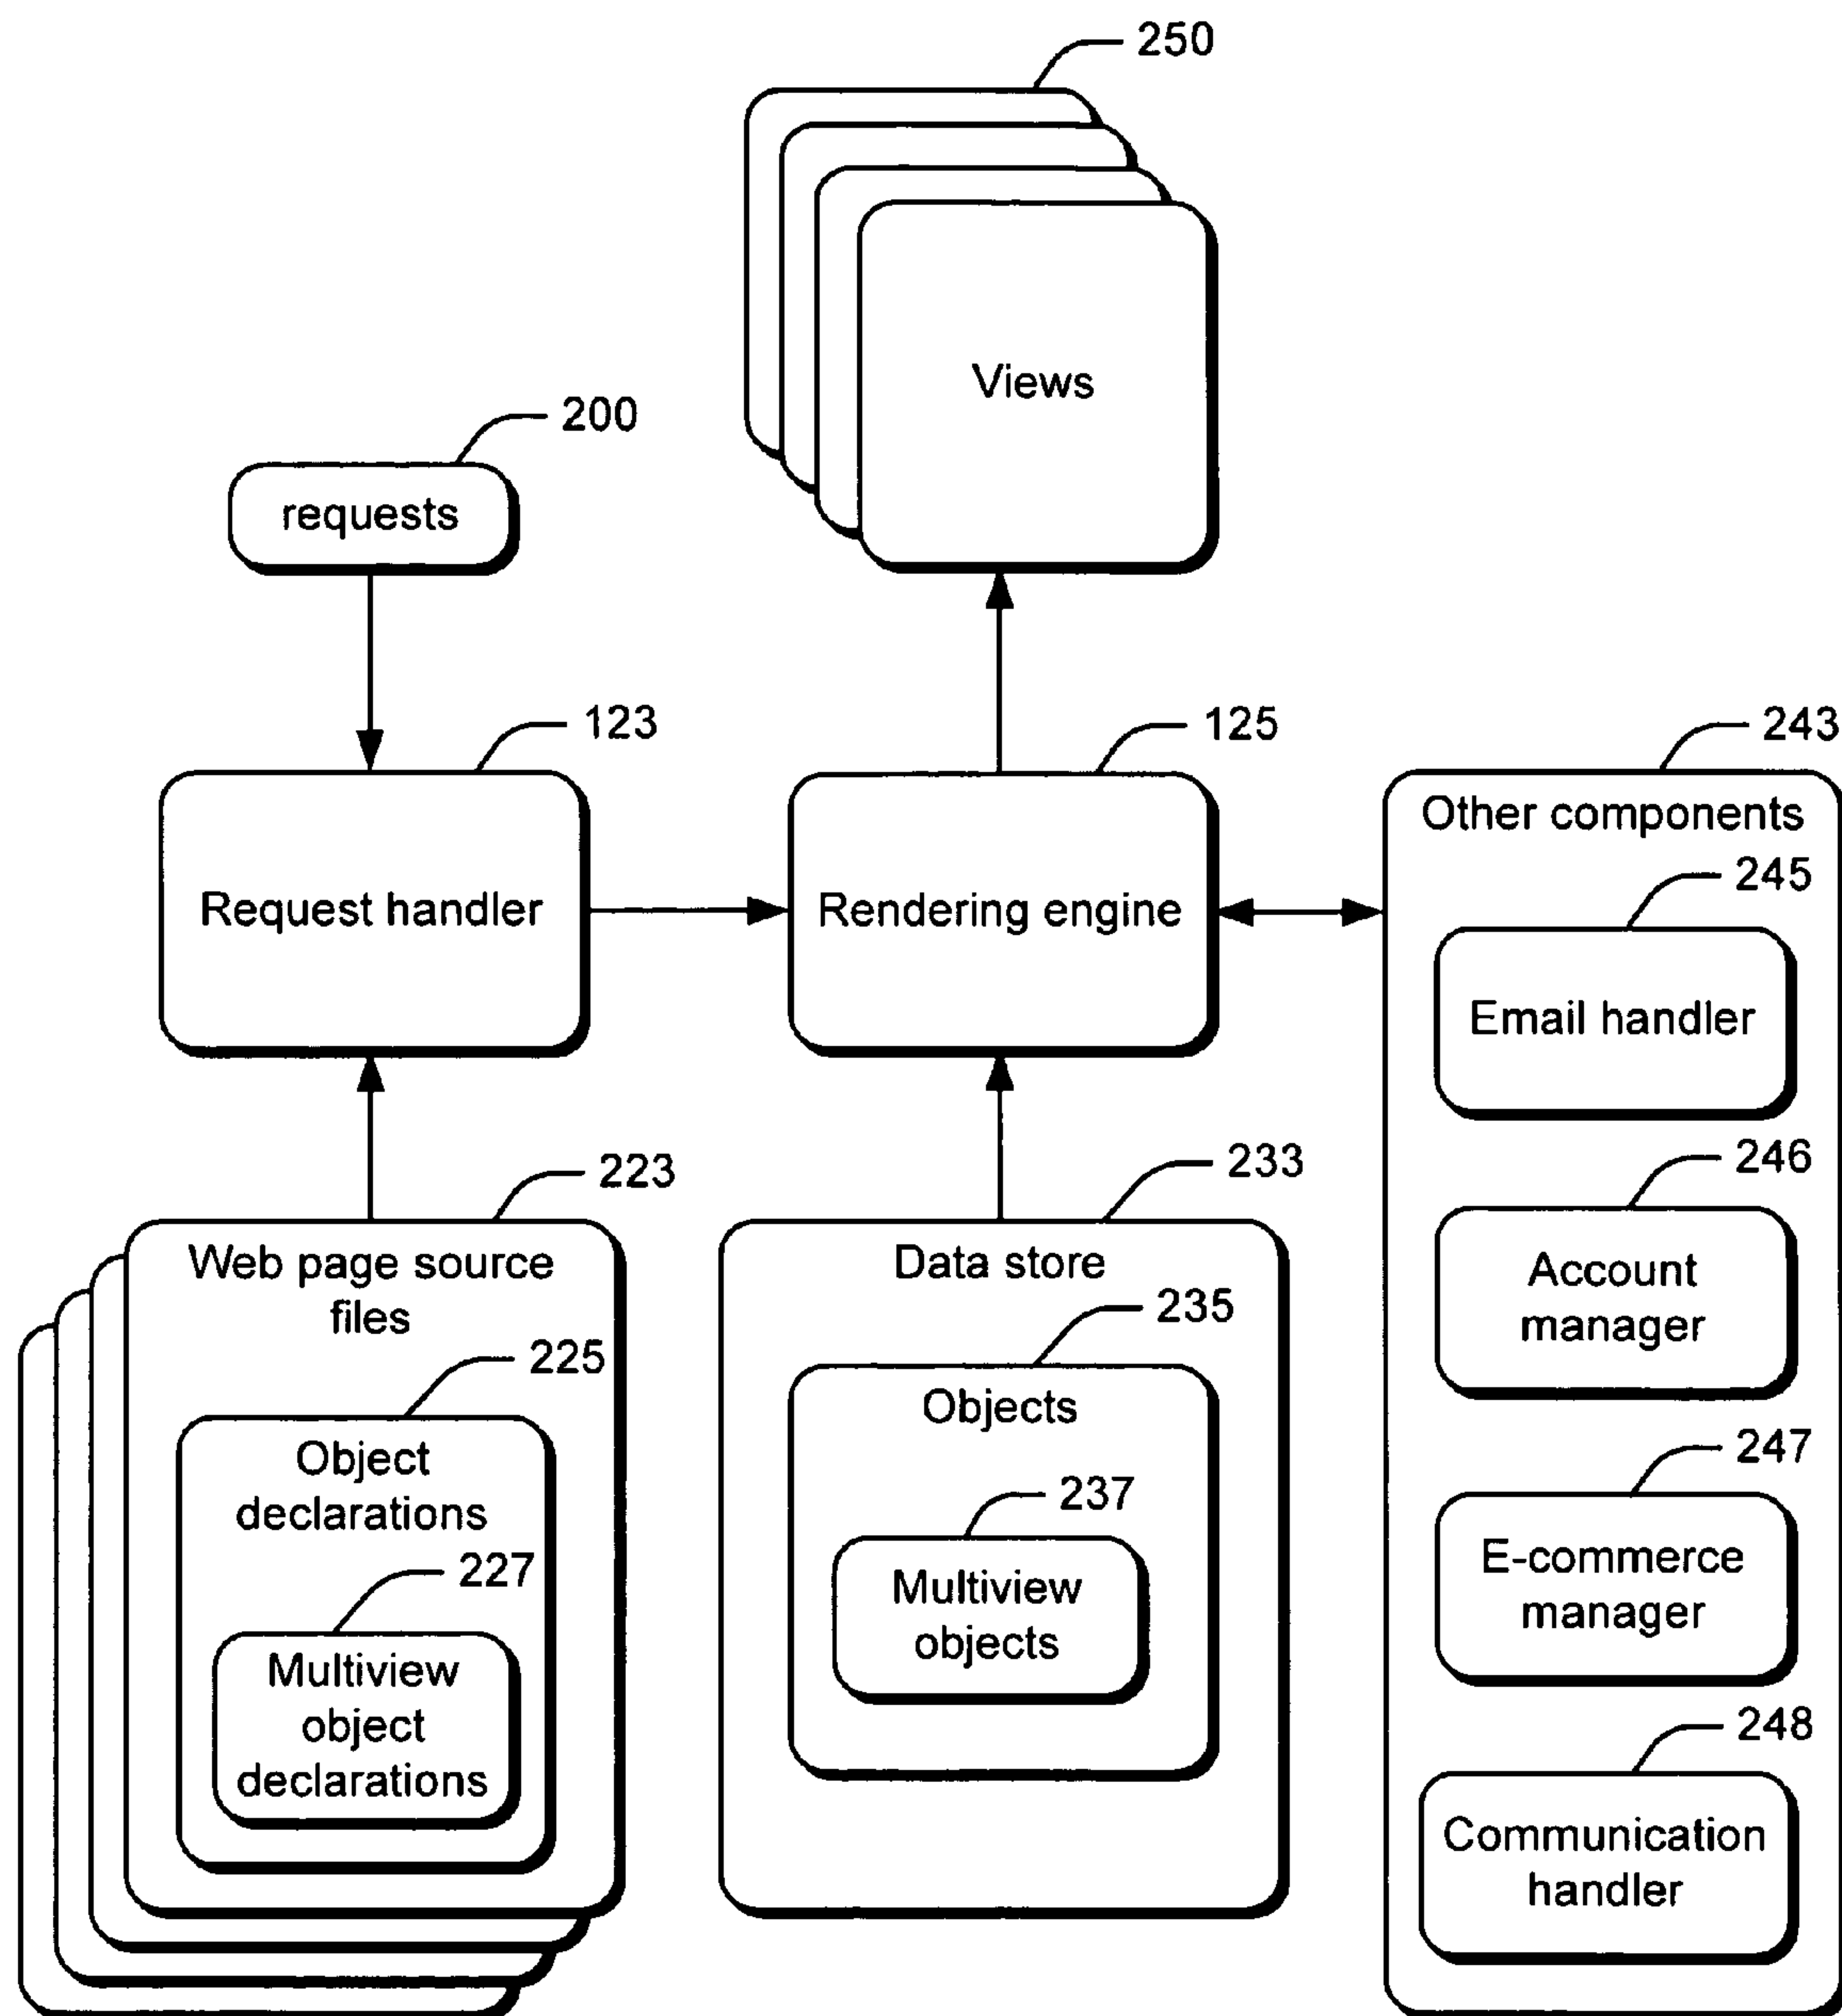 250
Views
200
requests
123
125
243
Request handler
Rendering engine
Other components
245
Email handler
223
233
246
Web page source
files
Data store
Account
manager
225
235
Object
declarations
Objects
247
227
237
E-commerce
manager
Multiview
object
declarations
Multiview
objects
248
Communication
handler